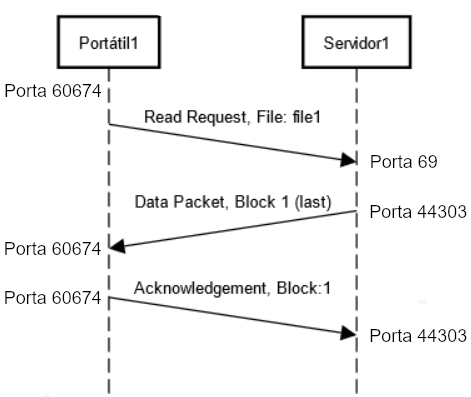 Portátil1
Servidor1
Porta 60674
Read Request, File: file1
Porta 69
Data Packet, Block 1 (last)
Porta 44303
Porta 60674
Porta 60674
Acknowledgement, Block:1
Porta 44303